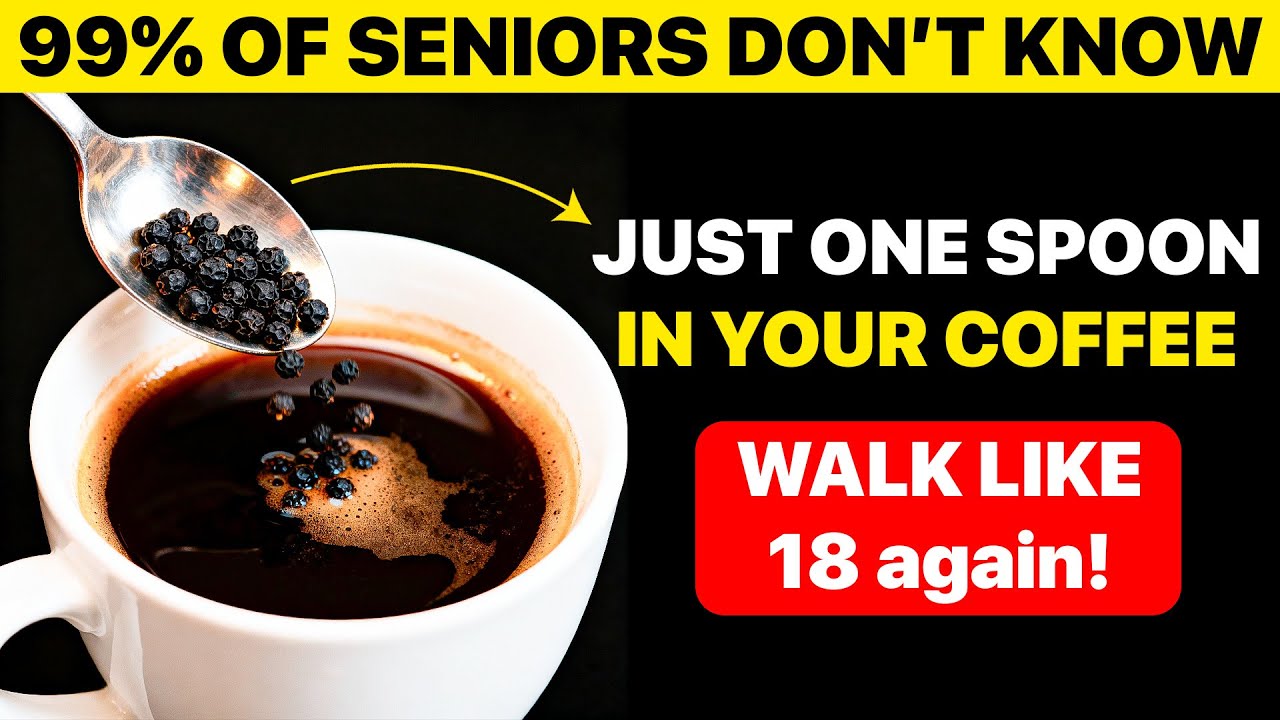 99% OF SENIORS DON'T KNOW
JUST ONE SPOON
IN YOUR COFFEE
WALK LIKE
18 again!